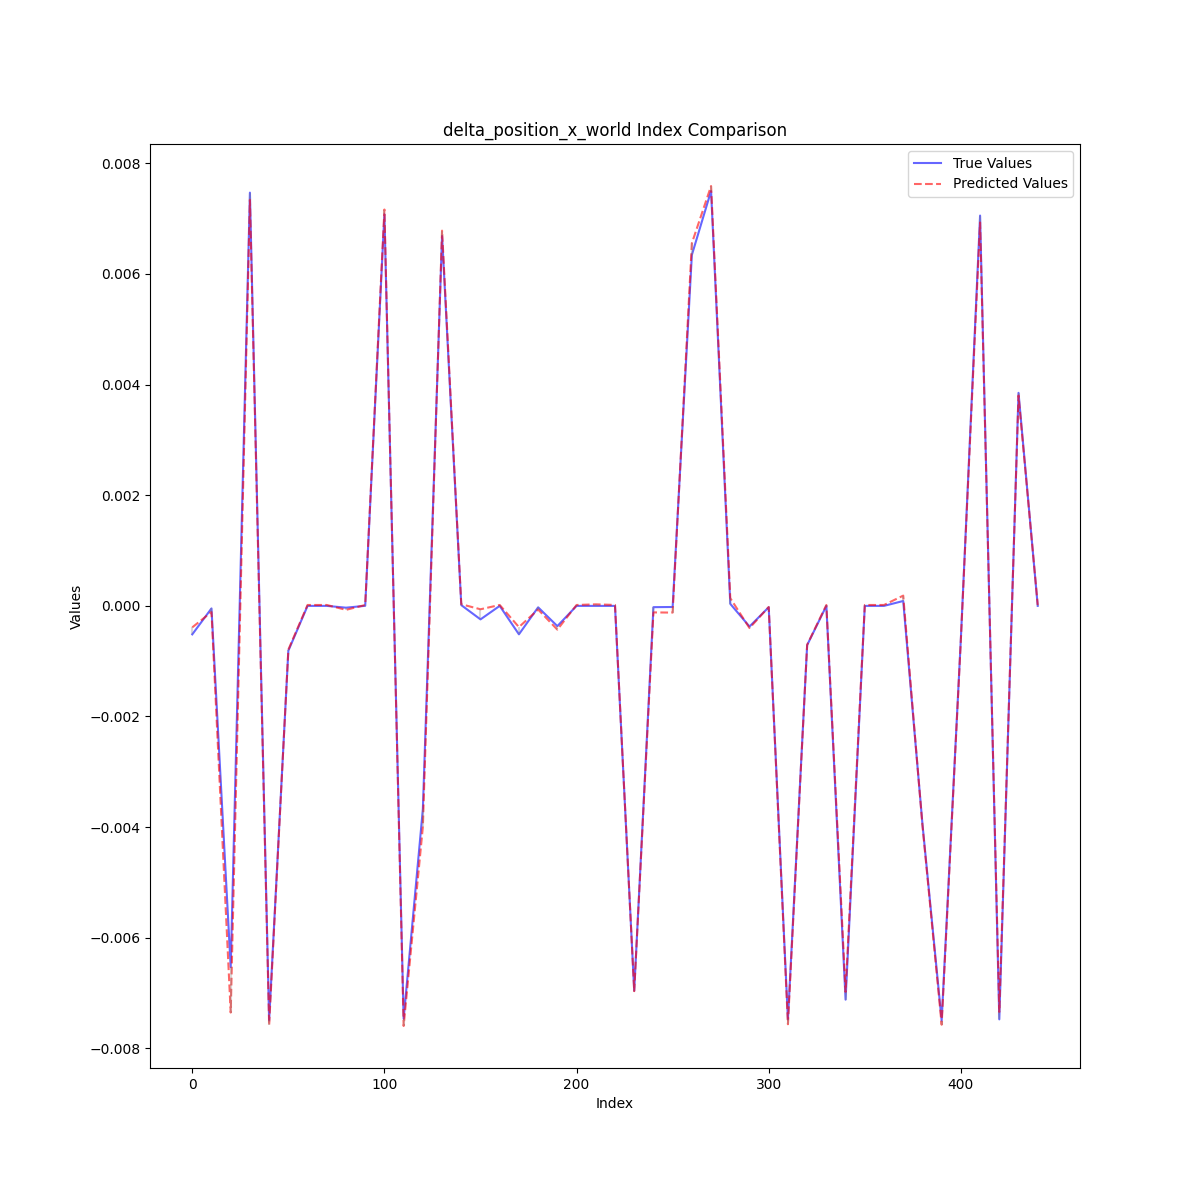 delta_position_x_world Index Comparison
True Values
Predicted Values
0.008
0.006
0.004
0.002
0.000
−0.002
−0.004
−0.006
−0.008
Values
0 100 200 300 400
Index